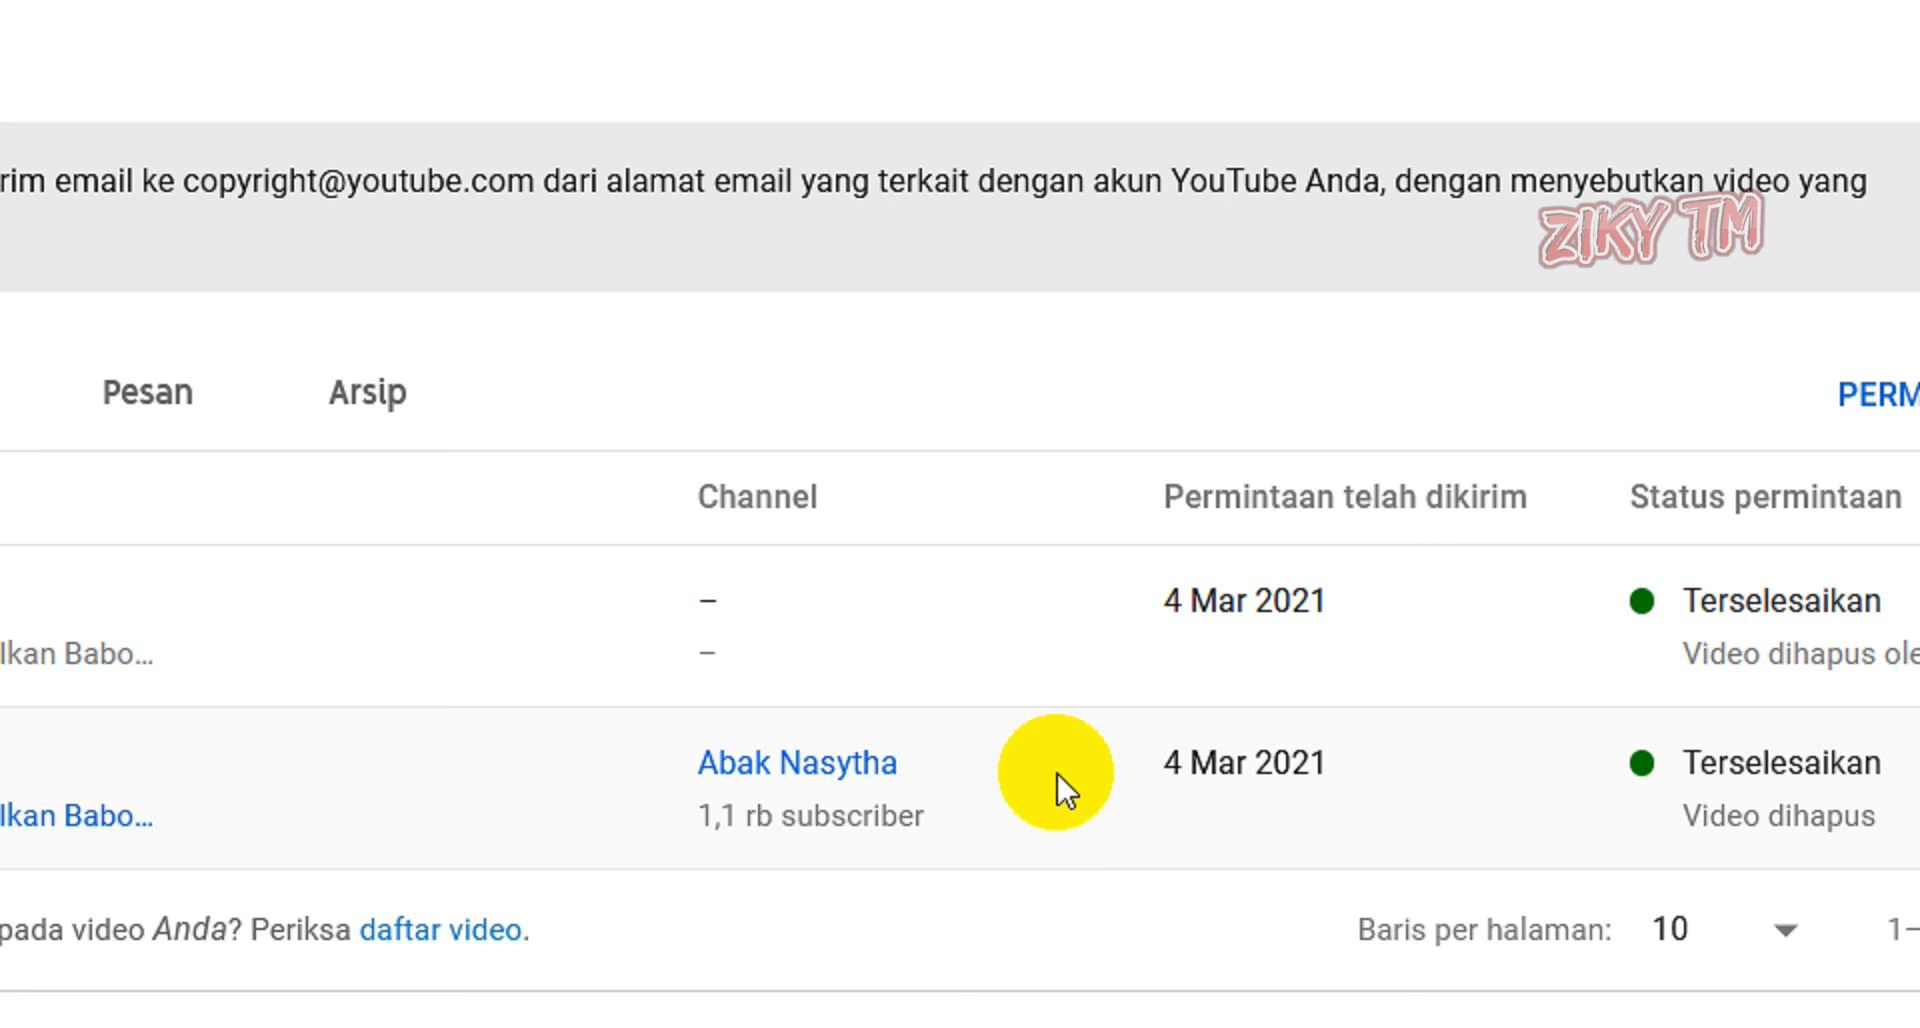 rim email ke copyright@youtube.com dari alamat email yang terkait dengan akun YouTube Anda, dengan menyebutkan video yang
ZIKY TM
Pesan Arsip PERM
Channel Permintaan telah dikirim Status permintaan
– 4 Mar 2021 Terselesaikan
Ikan Babo... – Video dihapus ole
Abak Nasytha 4 Mar 2021 Terselesaikan
Ikan Babo... 1,1 rb subscriber Video dihapus
pada video Anda? Periksa daftar video. Baris per halaman: 10 1–